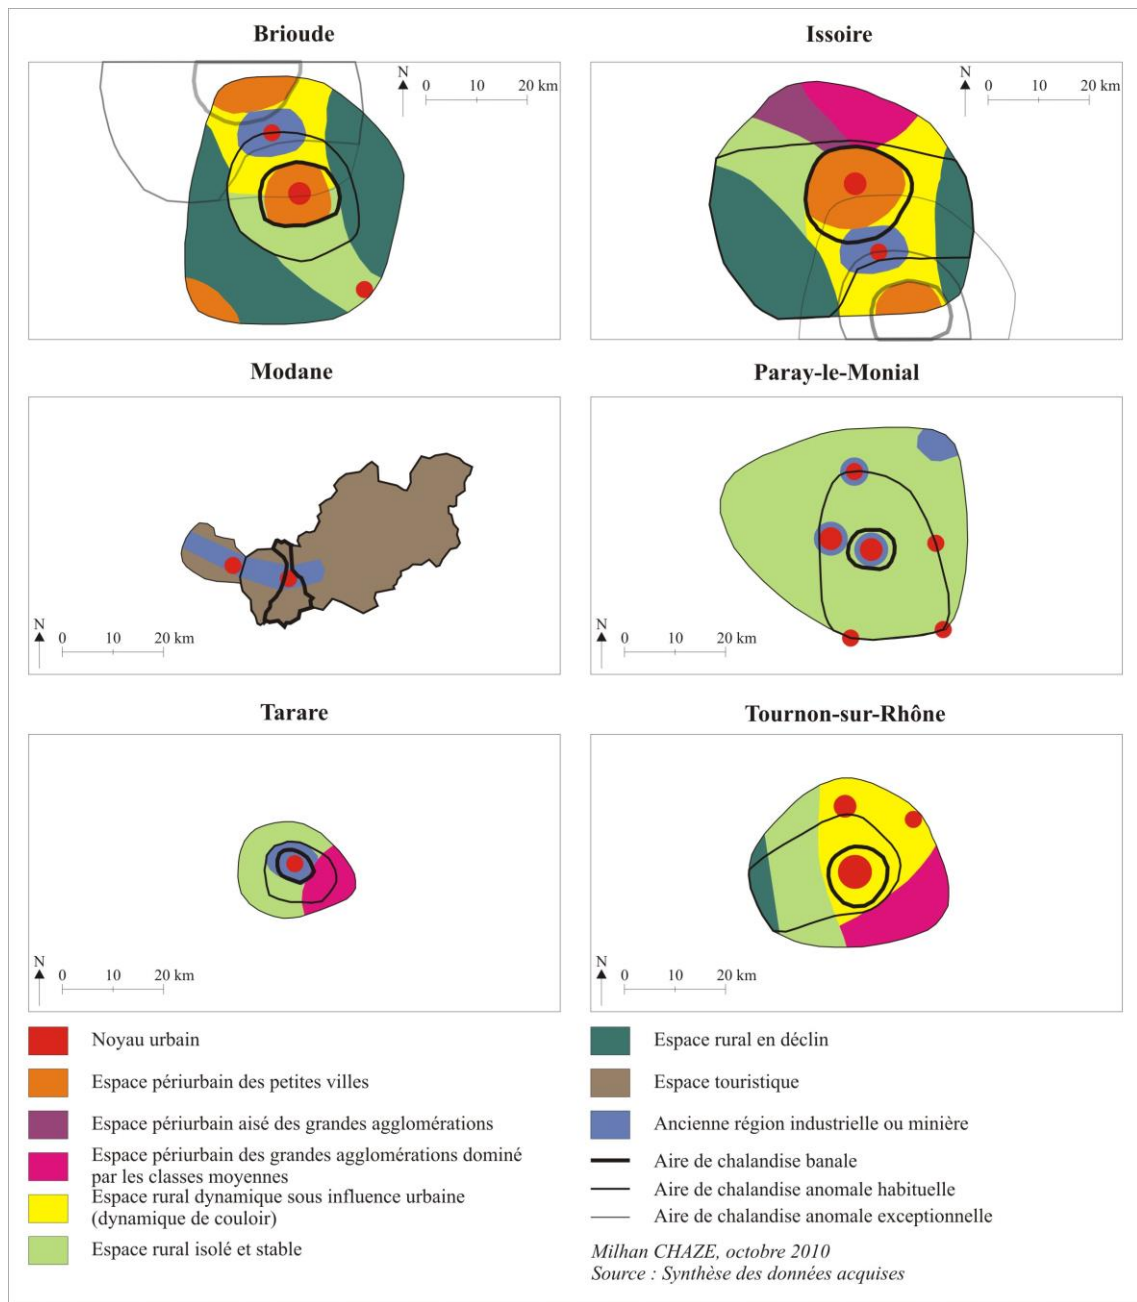 Brioude
Issoire
N
0 10 20 km
N
0 10 20 km
Modane
Paray-le-Monial
N
0 10 20 km
N
0 10 20 km
Tarare
Tournon-sur-Rhône
N
0 10 20 km
N
0 10 20 km
Noyau urbain
Espace périurbain des petites villes
Espace périurbain aisé des grandes agglomérations
Espace périurbain des grandes agglomérations dominé
par les classes moyennes
Espace rural dynamique sous influence urbaine
(dynamique de couloir)
Espace rural isolé et stable
Espace rural en déclin
Espace touristique
Ancienne région industrielle ou minière
Aire de chalandise banale
Aire de chalandise anomale habituelle
Aire de chalandise anomale exceptionnelle
Milhan CHAZE, octobre 2010
Source : Synthèse des données acquises